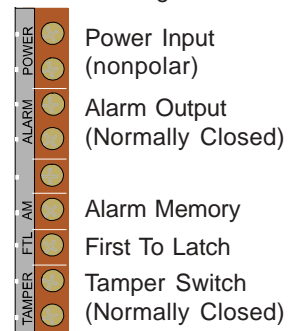 POWER
Power Input
(nonpolar)
ALARM
Alarm Output
(Normally Closed)
AM
Alarm Memory
FTL
First To Latch
TAMPER
Tamper Switch
(Normally Closed)